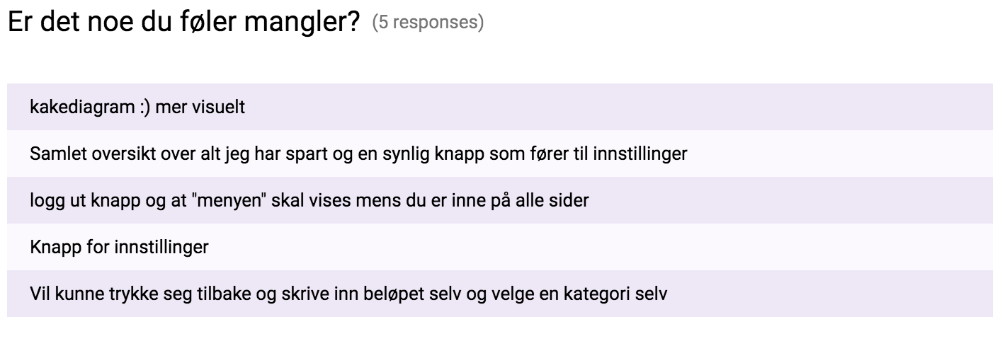 Er det noe du føler mangler? (5 responses)
kakediagram :) mer visuelt
Samlet oversikt over alt jeg har spart og en synlig knapp som fører til innstillinger
logg ut knapp og at "menyen" skal vises mens du er inne på alle sider
Knapp for innstillinger
Vil kunne trykke seg tilbake og skrive inn beløpet selv og velge en kategori selv